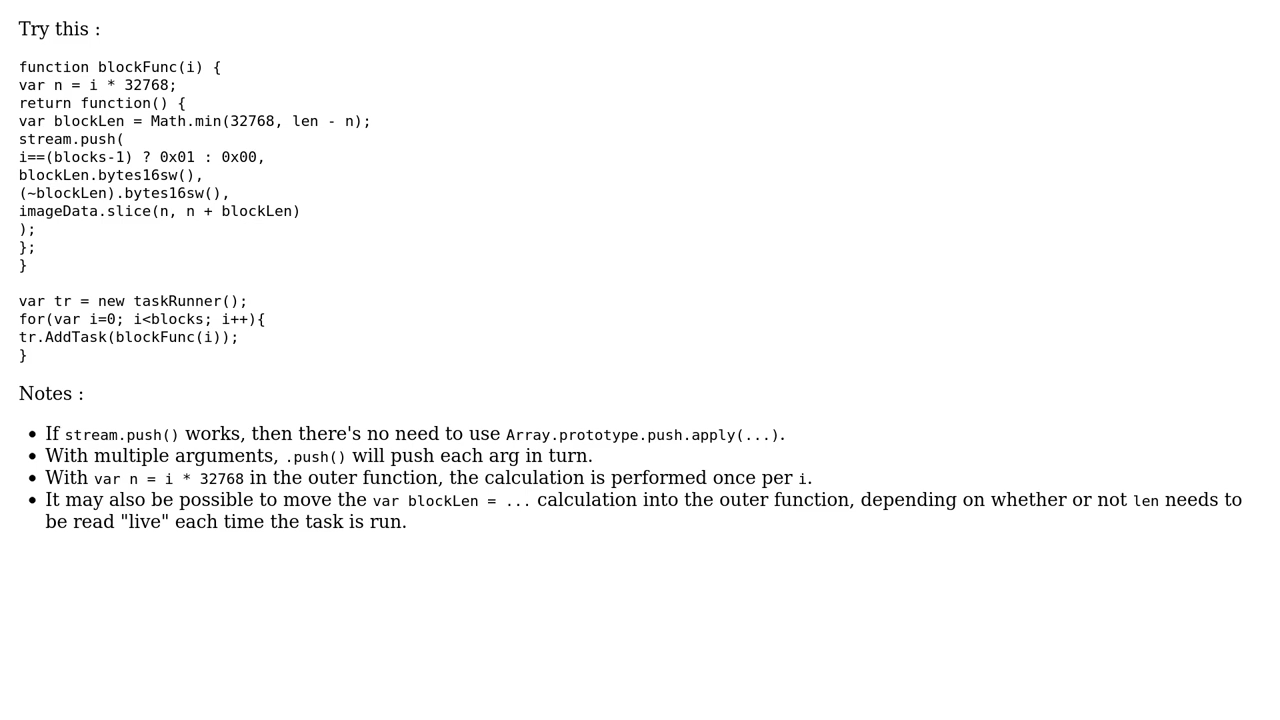 Try this :
function blockFunc(i) {
var n = i * 32768;
return function() {
var blockLen = Math.min(32768, len - n);
stream.push(
i==(blocks-1) ? 0x01 : 0x00,
blockLen.bytes16sw(),
(~blockLen).bytes16sw(),
imageData.slice(n, n + blockLen)
);
};
}
var tr = new taskRunner();
for(var i=0; i<blocks; i++){
tr.AddTask(blockFunc(i));
}
Notes :
• If stream.push() works, then there's no need to use Array.prototype.push.apply(...).
• With multiple arguments, .push() will push each arg in turn.
• With var n = i * 32768 in the outer function, the calculation is performed once per i.
• It may also be possible to move the var blockLen = ... calculation into the outer function, depending on whether or not len needs to
be read "live" each time the task is run.